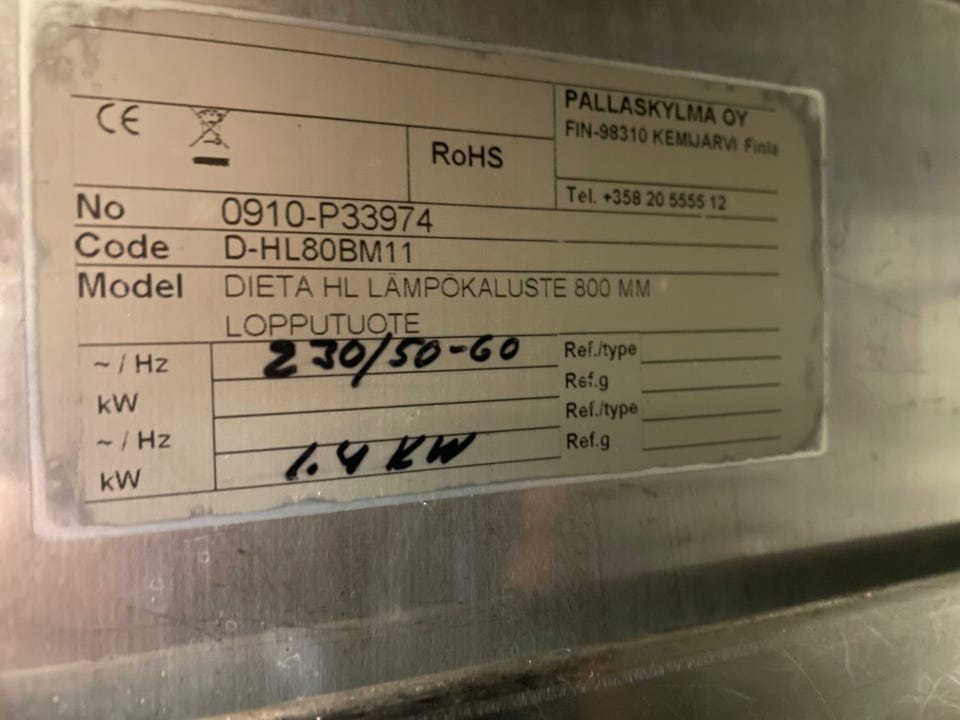 CE
RoHS
PALLASKYLMÄ OY
FIN-98310 KEMIJÄRVI Finla
Tel. +358 20 5555 12
No 0910-P33974
Code D-HL80BM11
Model DIETA HL LÄMPÖKALUSTE 800 MM
LOPPUTUOTE
~ / Hz 230/50-60 Ref./type
kW Ref.g
~ / Hz Ref./type
kW 1.4 KW Ref.g